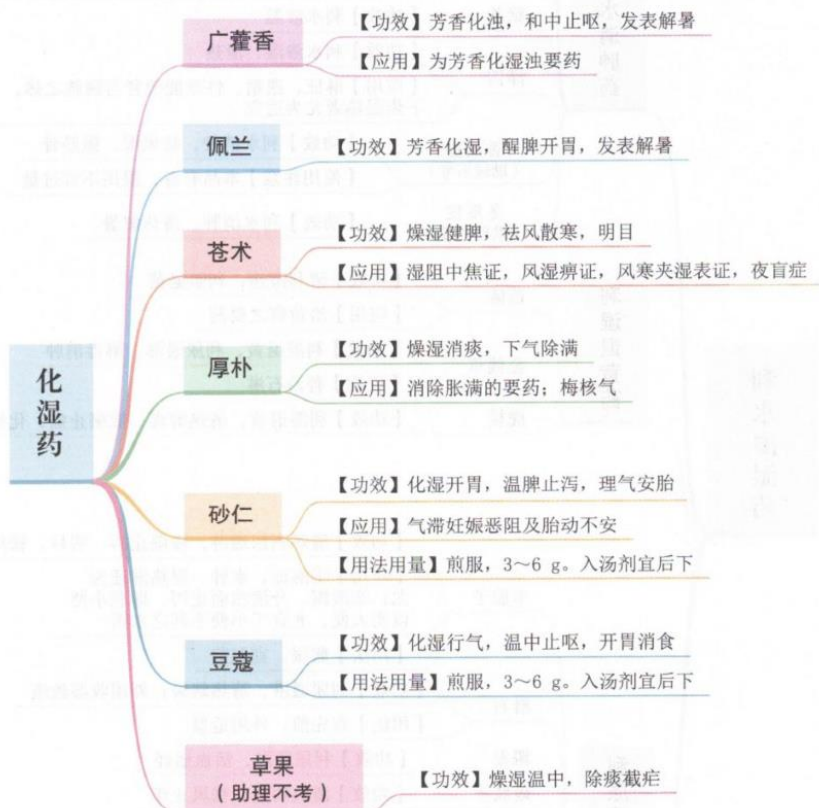 化湿药
广藿香
【功效】芳香化浊，和中止呕，发表解暑
【应用】为芳香化湿浊要药
佩兰
【功效】芳香化湿，醒脾开胃，发表解暑
苍术
【功效】燥湿健脾，祛风散寒，明目
【应用】湿阻中焦证，风湿痹证，风寒夹湿表证，夜盲症
厚朴
【功效】燥湿消痰，下气除满
【应用】消除胀满的要药；梅核气
砂仁
【功效】化湿开胃，温脾止泻，理气安胎
【应用】气滞妊娠恶阻及胎动不安
【用法用量】煎服，3～6 g。入汤剂宜后下
豆蔻
【功效】化湿行气，温中止呕，开胃消食
【用法用量】煎服，3～6 g。入汤剂宜后下
草果
（助理不考）
【功效】燥湿温中，除痰截疟